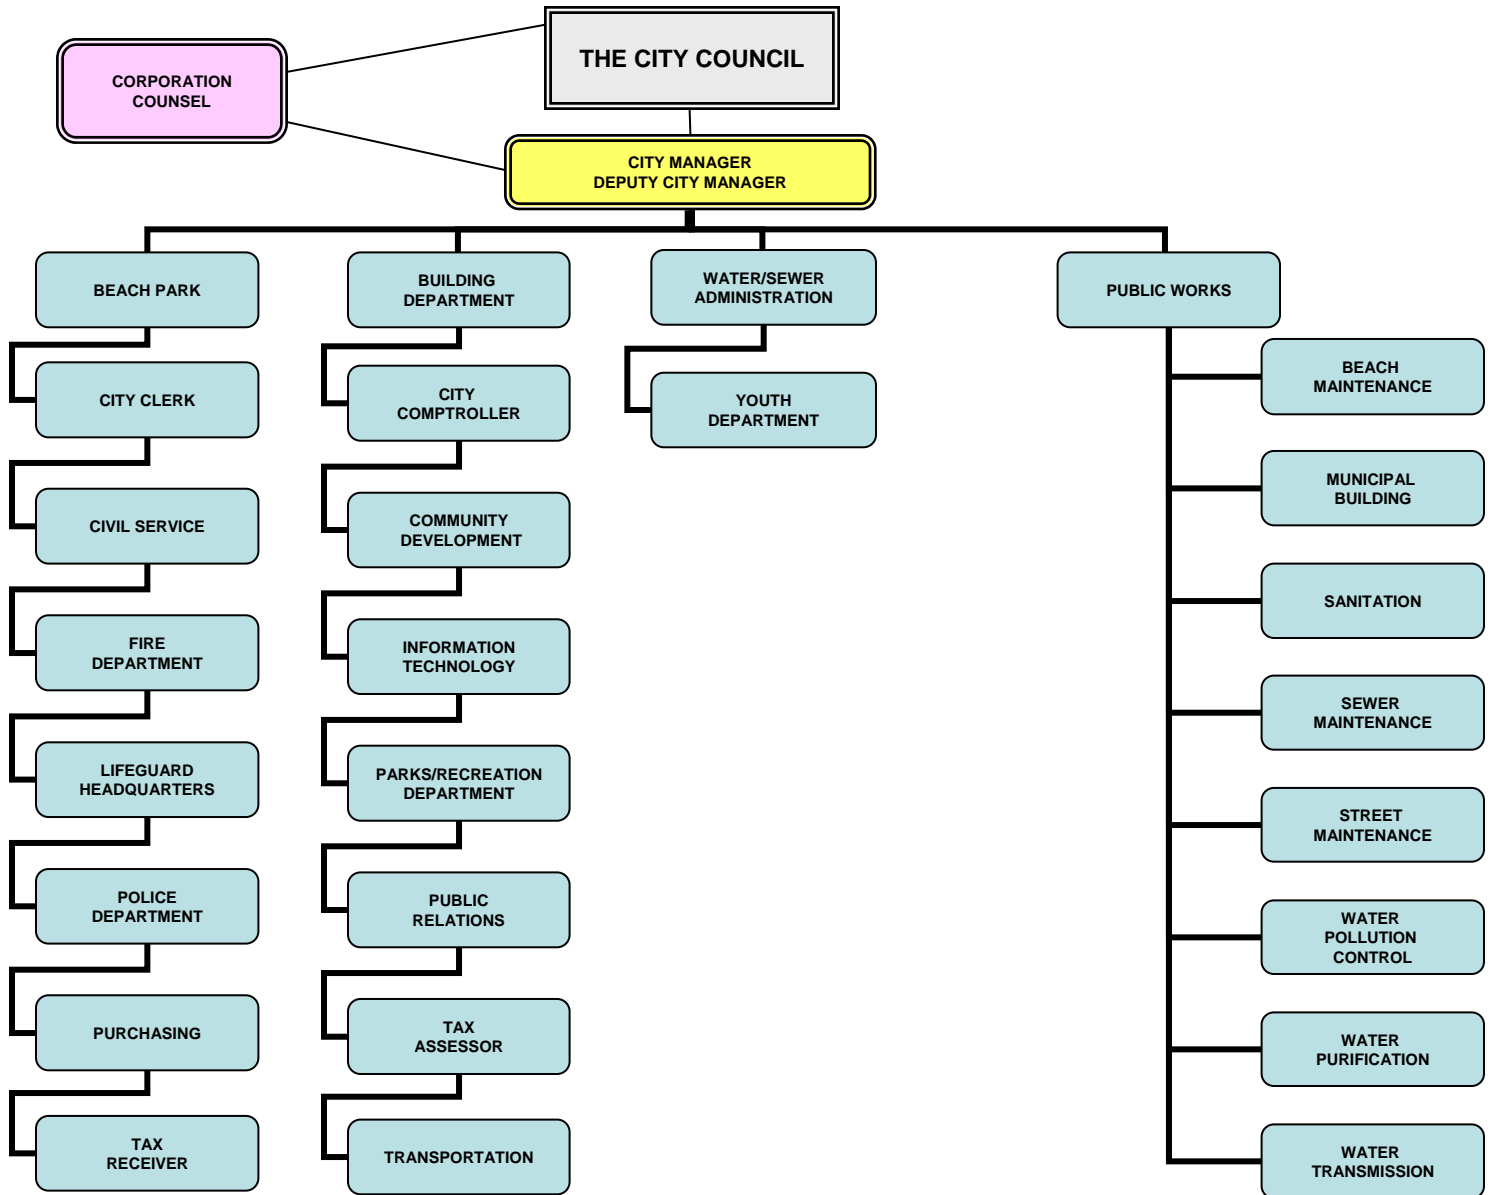 THE CITY COUNCIL
CORPORATION
COUNSEL
CITY MANAGER
DEPUTY CITY MANAGER
BEACH PARK
CITY CLERK
CIVIL SERVICE
FIRE
DEPARTMENT
LIFEGUARD
HEADQUARTERS
POLICE
DEPARTMENT
PURCHASING
TAX
RECEIVER
BUILDING
DEPARTMENT
CITY
COMPTROLLER
COMMUNITY
DEVELOPMENT
INFORMATION
TECHNOLOGY
PARKS/RECREATION
DEPARTMENT
PUBLIC
RELATIONS
TAX
ASSESSOR
TRANSPORTATION
WATER/SEWER
ADMINISTRATION
YOUTH
DEPARTMENT
PUBLIC WORKS
BEACH
MAINTENANCE
MUNICIPAL
BUILDING
SANITATION
SEWER
MAINTENANCE
STREET
MAINTENANCE
WATER
POLLUTION
CONTROL
WATER
PURIFICATION
WATER
TRANSMISSION